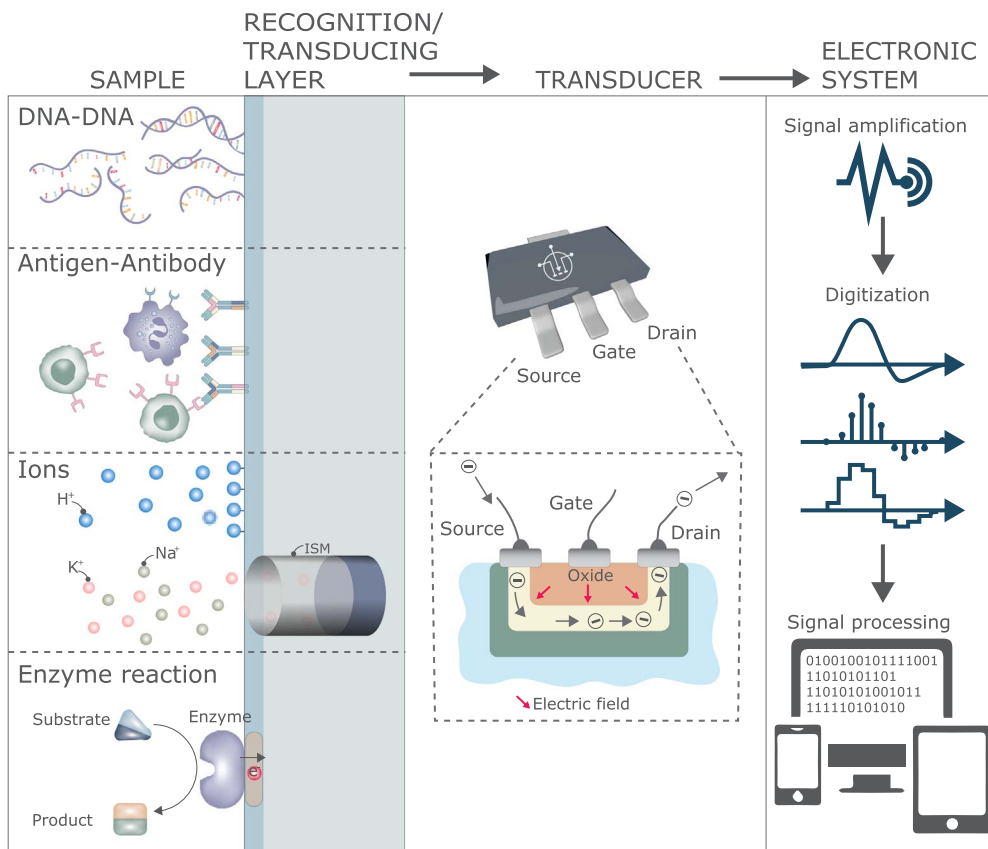 SAMPLE
RECOGNITION/
TRANSDUCING
LAYER
TRANSDUCER
ELECTRONIC
SYSTEM
DNA-DNA
Antigen-Antibody
Ions
H⁺
K⁺
Na⁺
ISM
Enzyme reaction
Substrate
Enzyme
e⁻
Product
Source
Gate
Drain
Source
Gate
Drain
Oxide
Electric field
Signal amplification
Digitization
Signal processing
0100100101111001
11010101101
11010101001011
111110101010